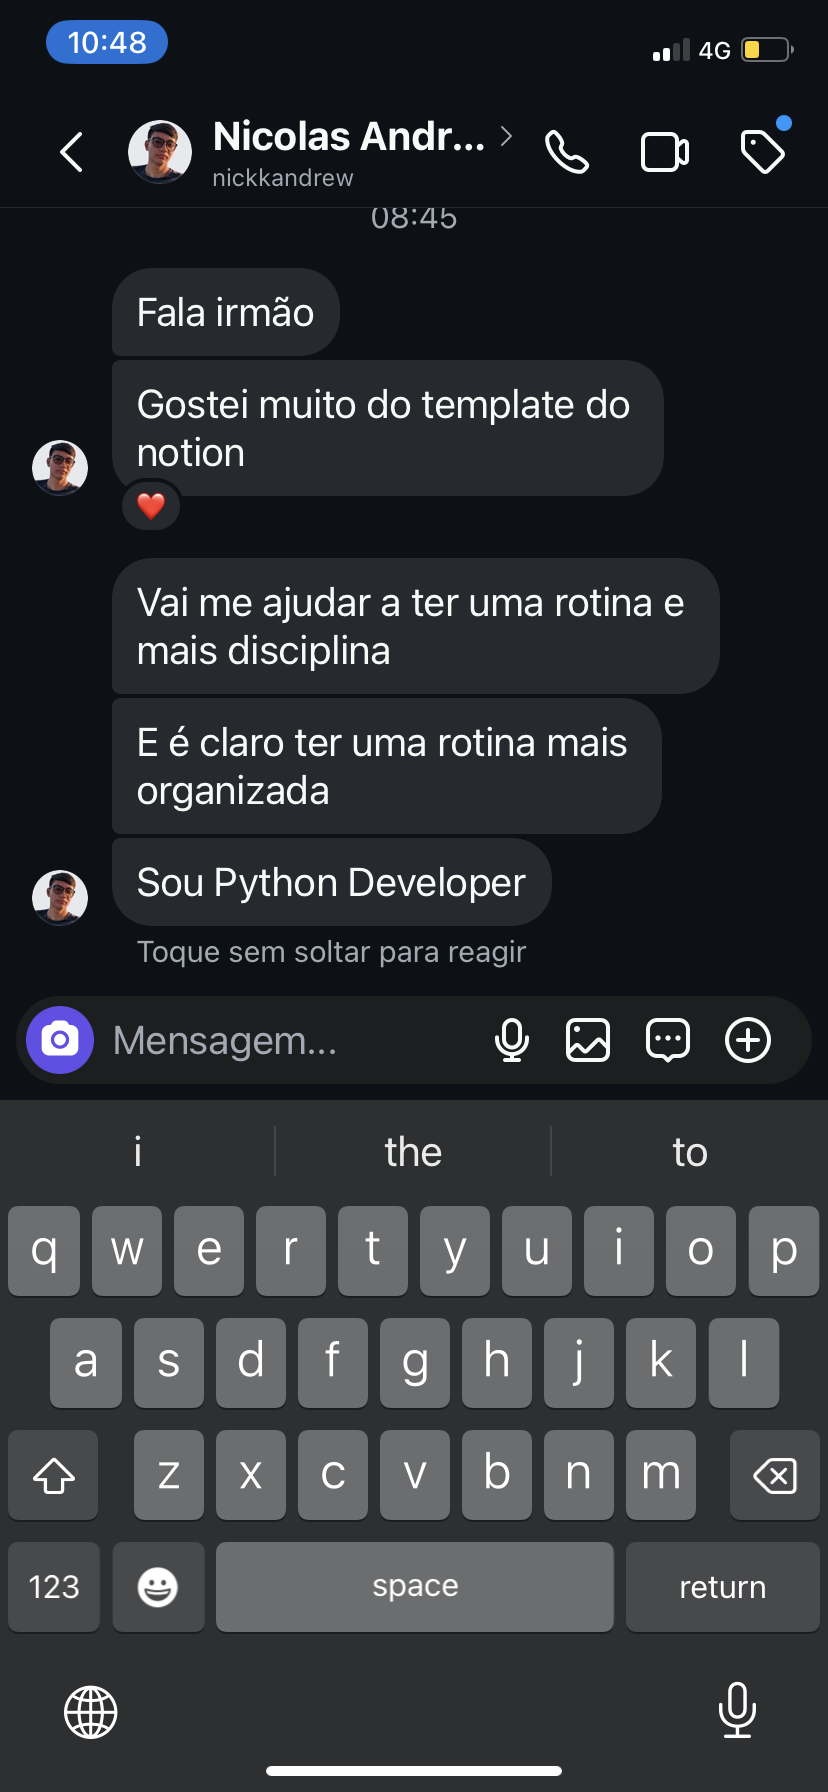 10:48
4G
Nicolas Andr...
nickkandrew
08:45
Fala irmão
Gostei muito do template do
notion
Vai me ajudar a ter uma rotina e
mais disciplina
E é claro ter uma rotina mais
organizada
Sou Python Developer
Toque sem soltar para reagir
Mensagem...
i the to
q w e r t y u i o p
a s d f g h j k l
z x c v b n m
123 space return